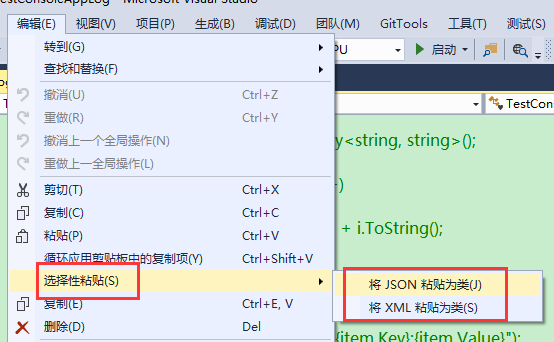 TestConsoleAppLog - Microsoft Visual Studio
编辑(E) 视图(V) 项目(P) 生成(B) 调试(D) 团队(M) GitTools 工具(T) 测试(S)
转到(G)
PU 启动
查找和替换(F)
撤消(U) Ctrl+Z
重做(R) Ctrl+Y
TestCon
撤消上一个全局操作(N)
y<string, string>();
重做上一个全局操作(L)
剪切(T) Ctrl+X
复制(C) Ctrl+C
+ i.ToString();
粘贴(P) Ctrl+V
循环应用剪贴板中的复制项(Y) Ctrl+Shift+V
选择性粘贴(S)
将 JSON 粘贴为类(J)
复制(E) Ctrl+E, V
将 XML 粘贴为类(S)
删除(D) Del
{item.Key}:{item.Value}");